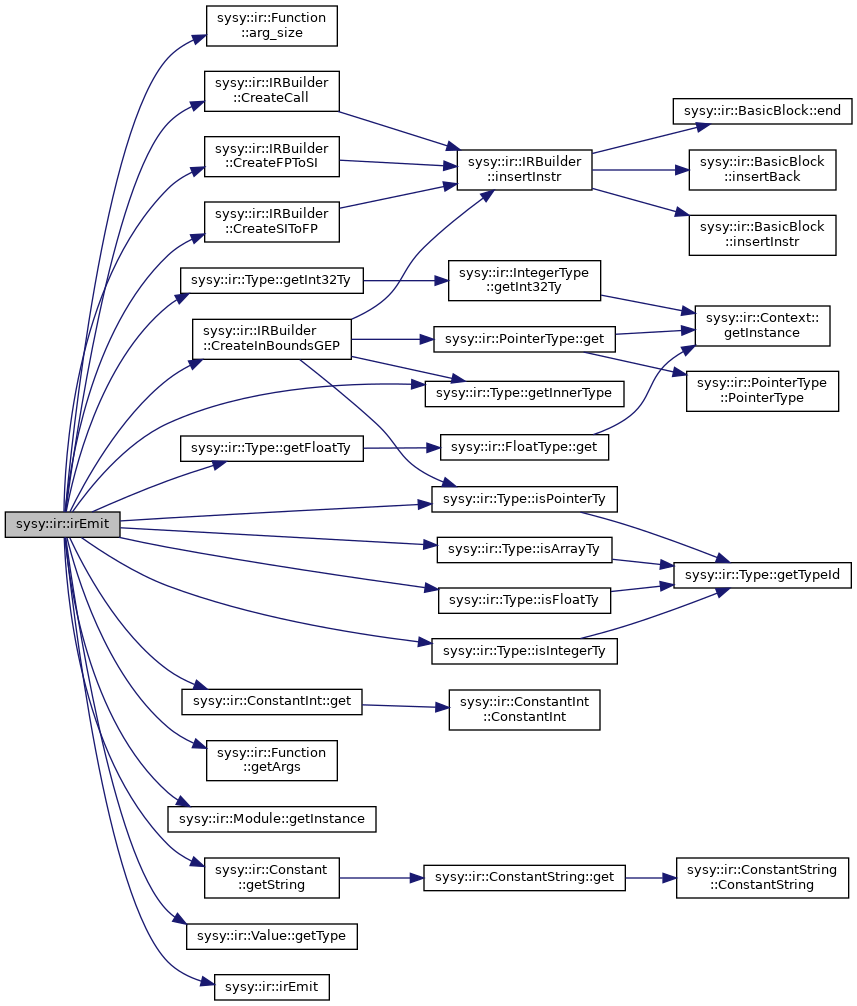 sysy::ir::irEmit
sysy::ir::Function
::arg_size
sysy::ir::IRBuilder
::CreateCall
sysy::ir::IRBuilder
::CreateFPToSI
sysy::ir::IRBuilder
::CreateSIToFP
sysy::ir::Type::getInt32Ty
sysy::ir::IRBuilder
::CreateInBoundsGEP
sysy::ir::Type::getFloatTy
sysy::ir::ConstantInt::get
sysy::ir::Function
::getArgs
sysy::ir::Module::getInstance
sysy::ir::Constant
::getString
sysy::ir::Value::getType
sysy::ir::irEmit
sysy::ir::IRBuilder
::insertInstr
sysy::ir::IntegerType
::getInt32Ty
sysy::ir::PointerType::get
sysy::ir::Type::getInnerType
sysy::ir::FloatType::get
sysy::ir::Type::isPointerTy
sysy::ir::Type::isArrayTy
sysy::ir::Type::isFloatTy
sysy::ir::Type::isIntegerTy
sysy::ir::ConstantInt
::ConstantInt
sysy::ir::ConstantString::get
sysy::ir::BasicBlock::end
sysy::ir::BasicBlock
::insertBack
sysy::ir::BasicBlock
::insertInstr
sysy::ir::Context::
getInstance
sysy::ir::PointerType
::PointerType
sysy::ir::Type::getTypeId
sysy::ir::ConstantString
::ConstantString